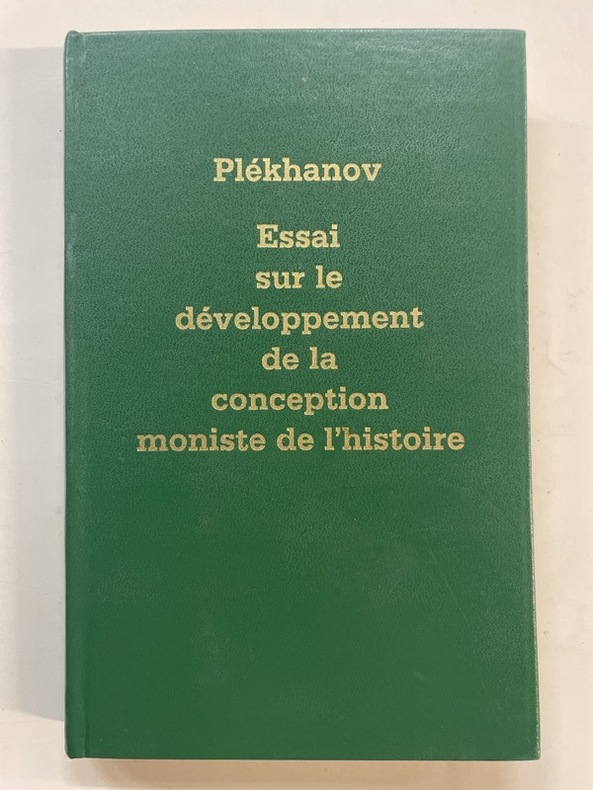 Plékhanov
Essai
sur le
développement
de la
conception
moniste de l'histoire